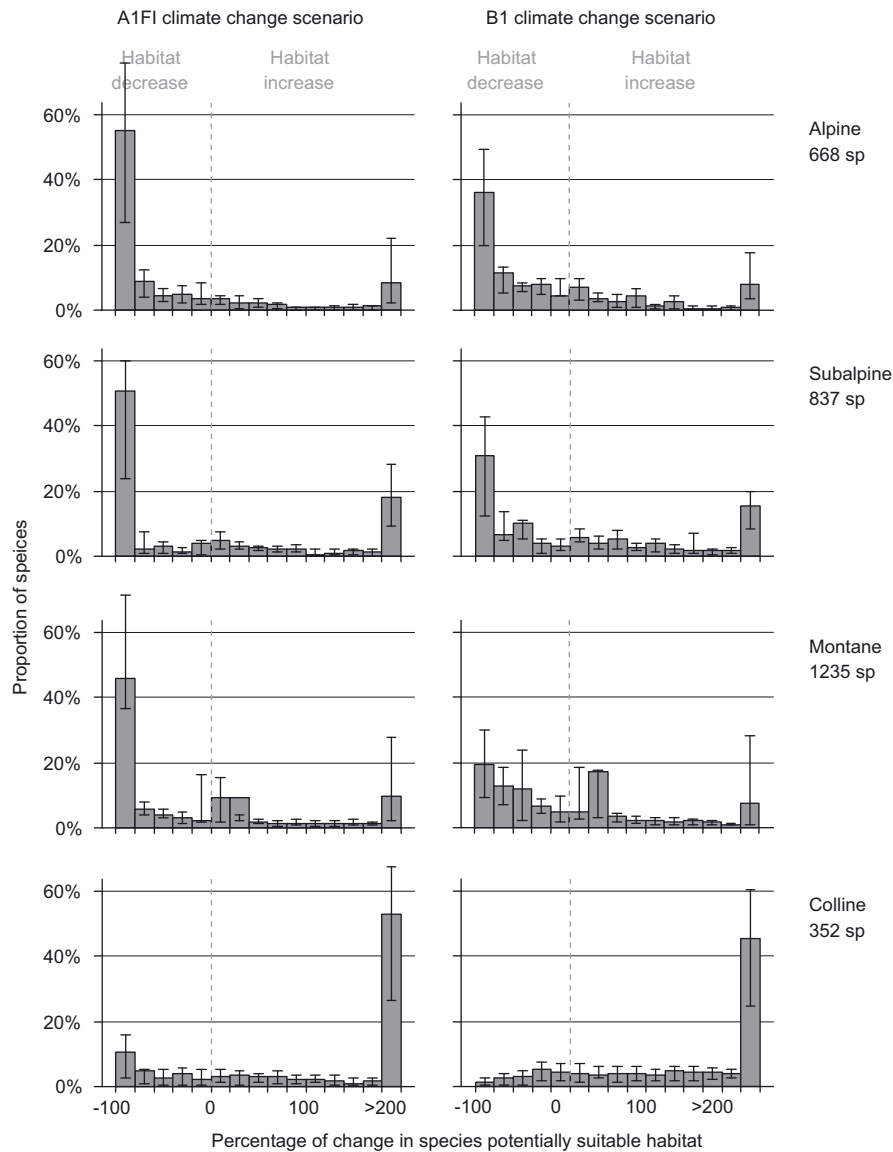 A1FI climate change scenario
B1 climate change scenario
Habitat
decrease
Habitat
increase
Habitat
decrease
Habitat
increase
60%
40%
20%
0%
Alpine
668 sp
60%
40%
20%
0%
Subalpine
837 sp
Proportion of speices
60%
40%
20%
0%
Montane
1235 sp
60%
40%
20%
0%
Colline
352 sp
-100 0 100 >200
-100 0 100 >200
Percentage of change in species potentially suitable habitat